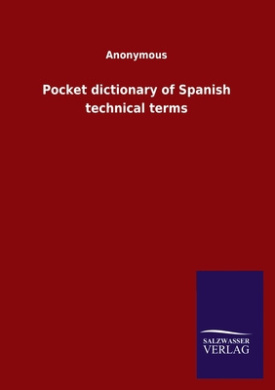 Anonymous
Pocket dictionary of Spanish
technical terms
SALZWASSER
VERLAG